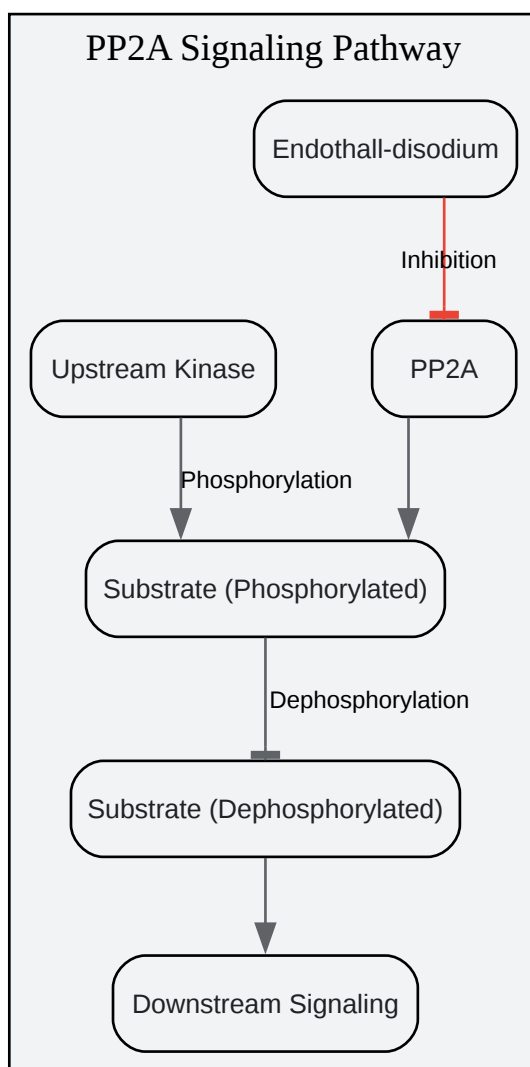 PP2A Signaling Pathway
Endothall-disodium
Inhibition
Upstream Kinase
PP2A
Phosphorylation
Substrate (Phosphorylated)
Dephosphorylation
Substrate (Dephosphorylated)
Downstream Signaling